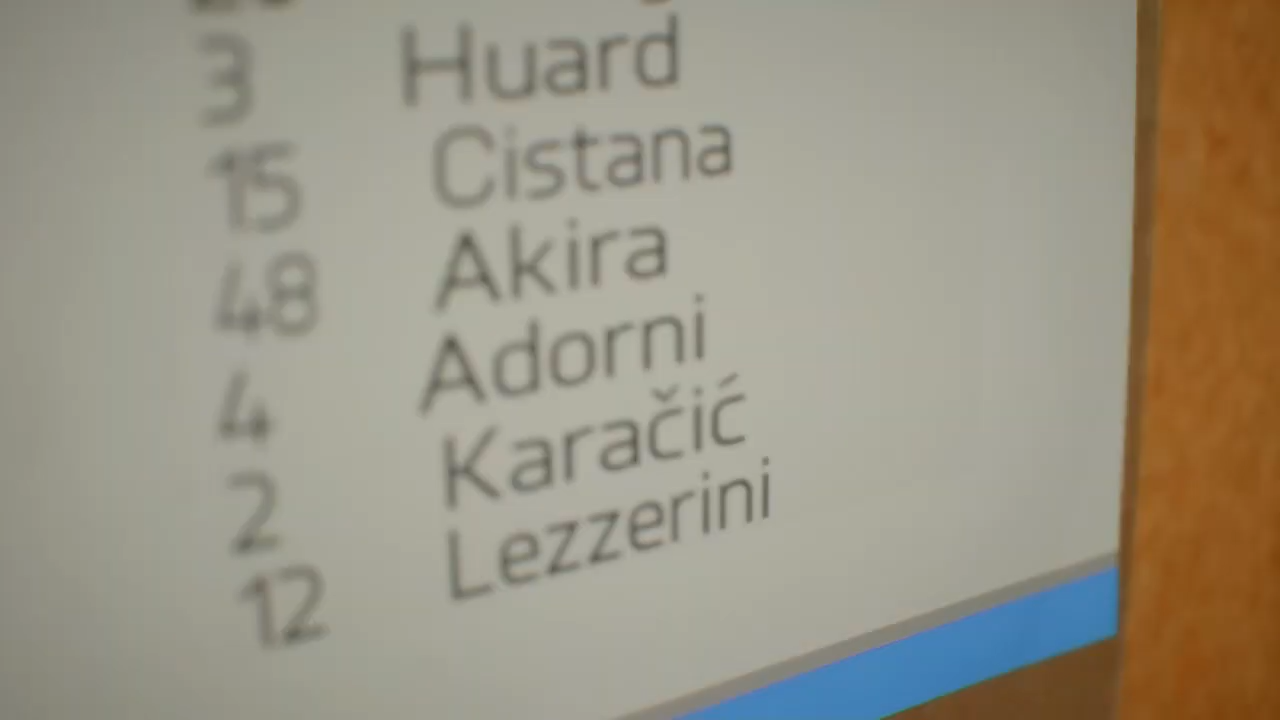 3 Huard
15 Cistana
48 Akira
4 Adorni
2 Karačić
12 Lezzerini